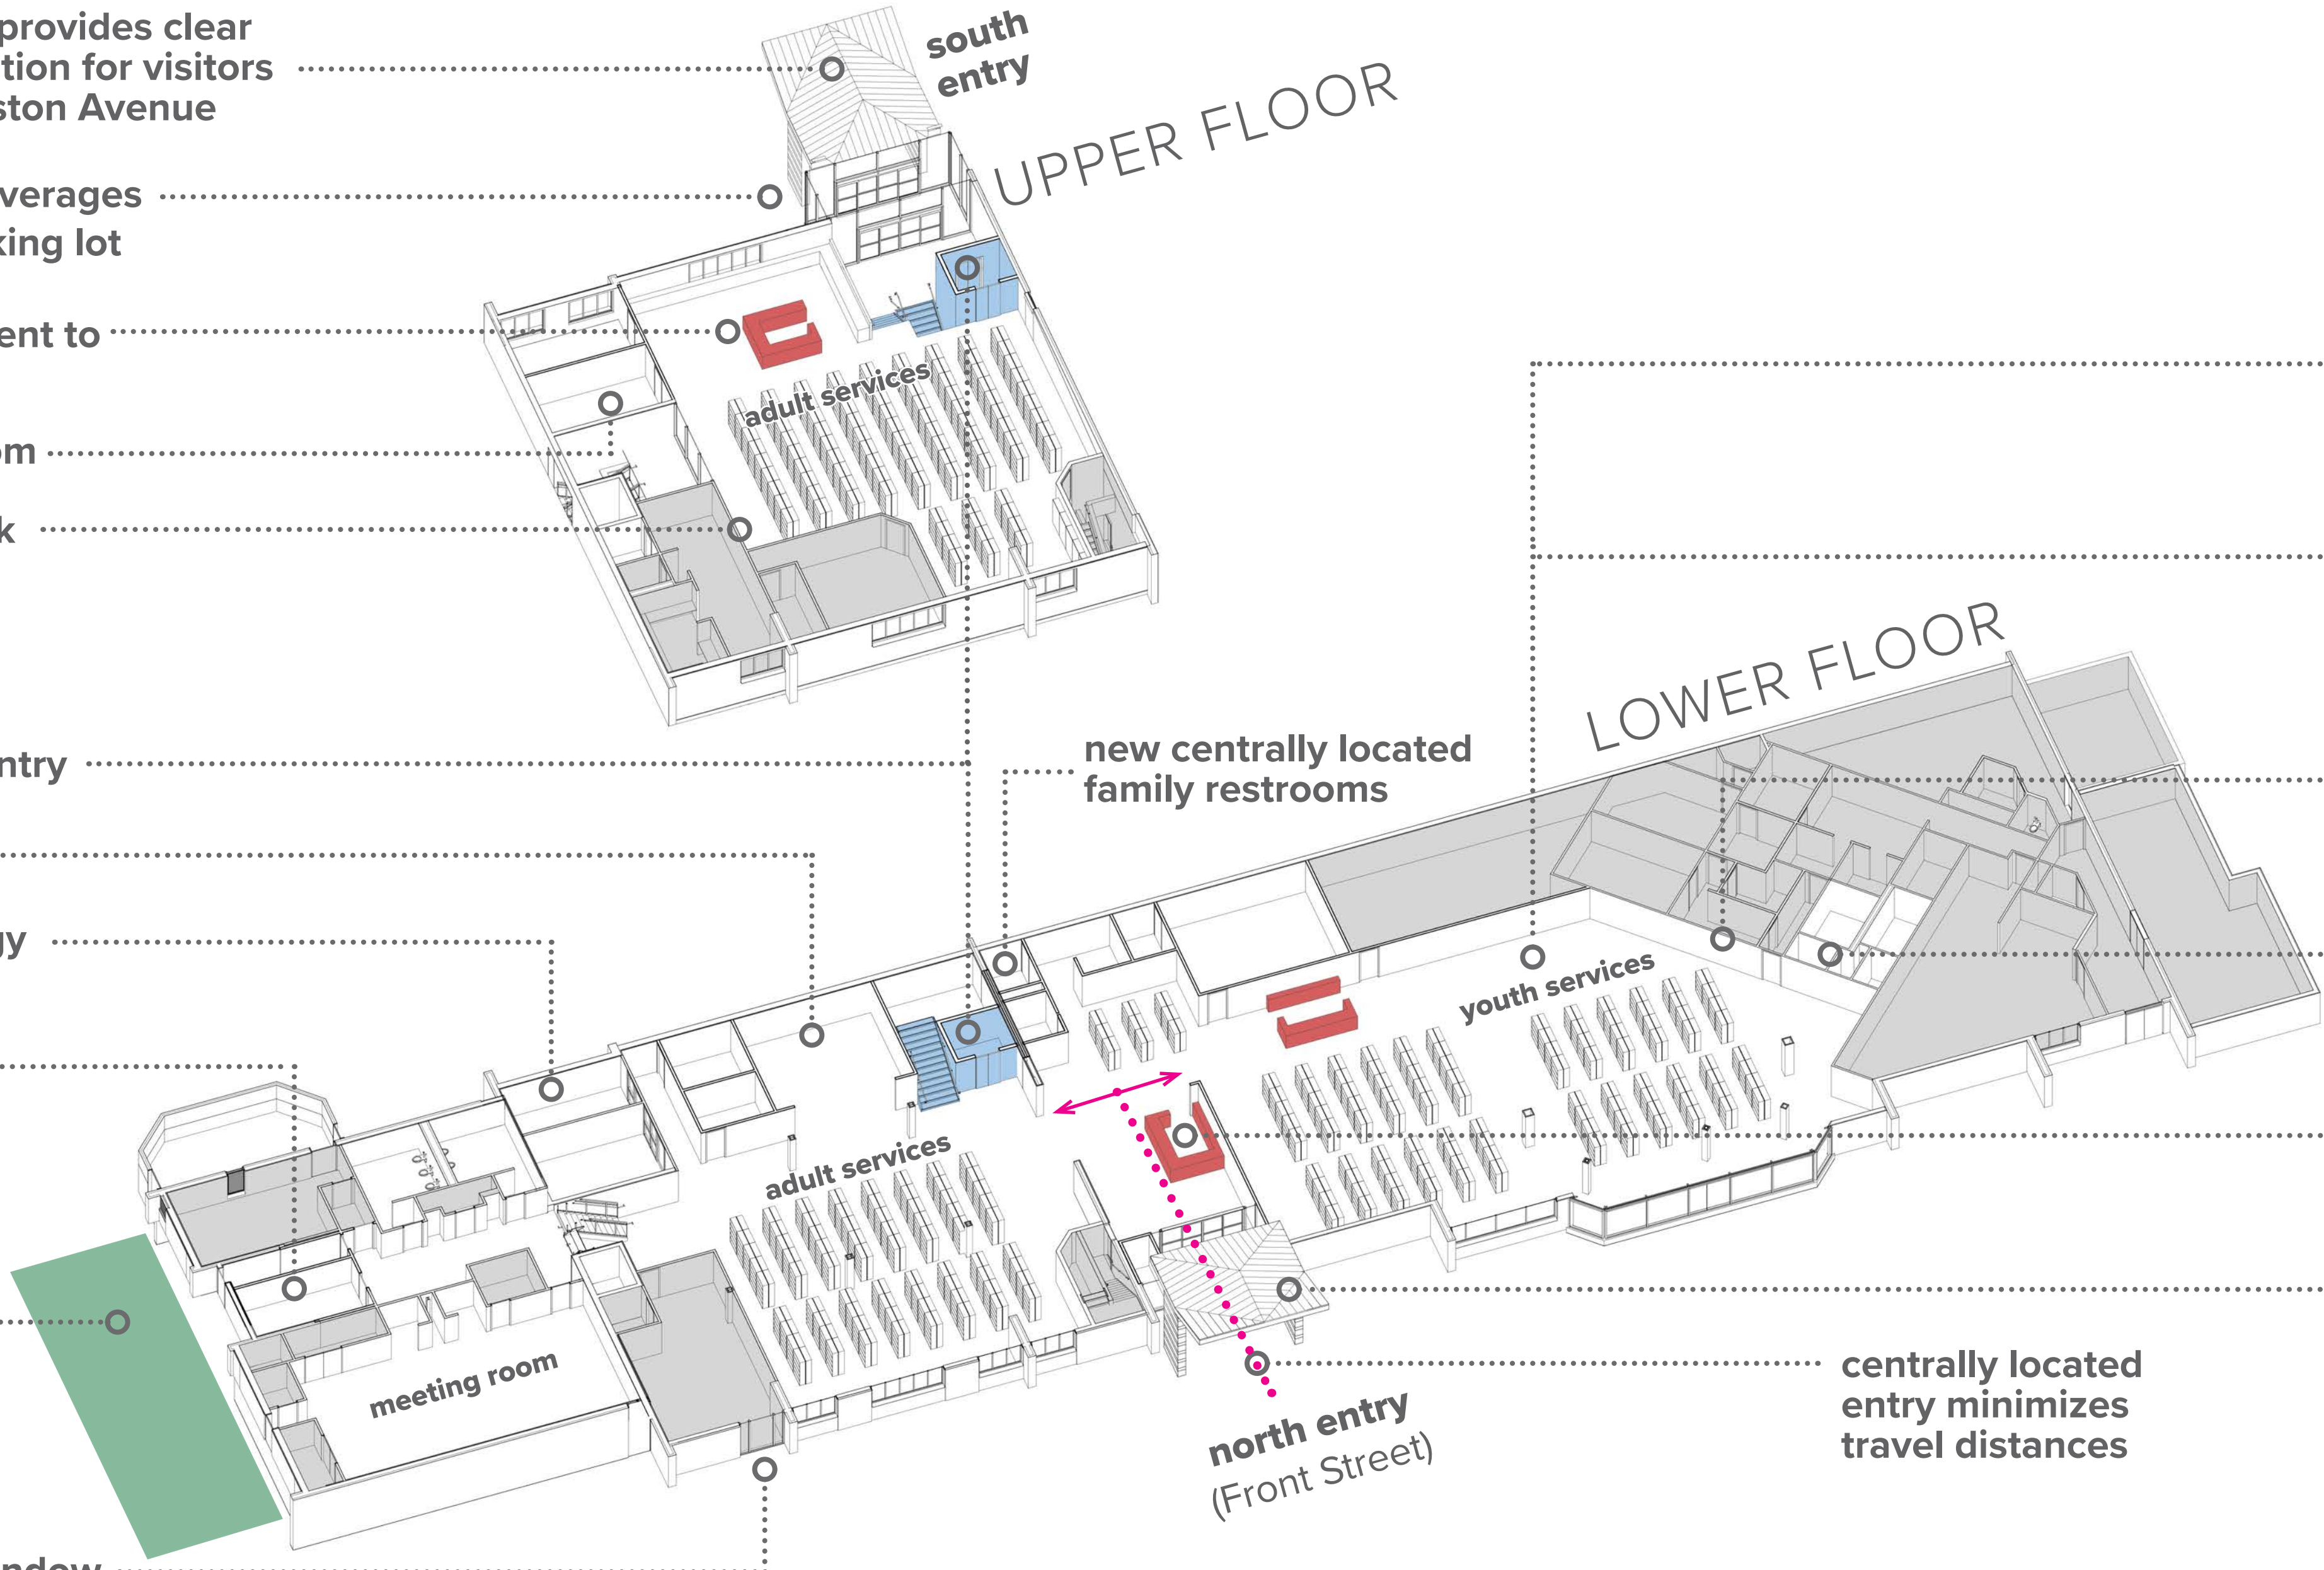 provides clear
tion for visitors
ston Avenue
south
entry
UPPER FLOOR
verages
king lot
ent to
adult services
om
k
LOWER FLOOR
ntry
new centrally located
family restrooms
gy
youth services
adult services
meeting room
north entry
(Front Street)
centrally located
entry minimizes
travel distances
ndow